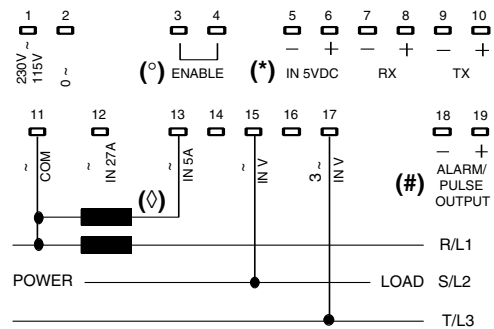 1 2 3 4 5 6 7 8 9 10
230V ~
115V
0 ~
(°) ENABLE
(*)
– + – + – +
IN 5VDC RX TX
11 12 13 14 15 16 17 18 19
~ COM
~ IN 27A
~ IN 5A
~ IN V
3 ~ IN V
– +
(#) ALARM/
PULSE
OUTPUT
(◊)
R/L1
POWER LOAD S/L2
T/L3